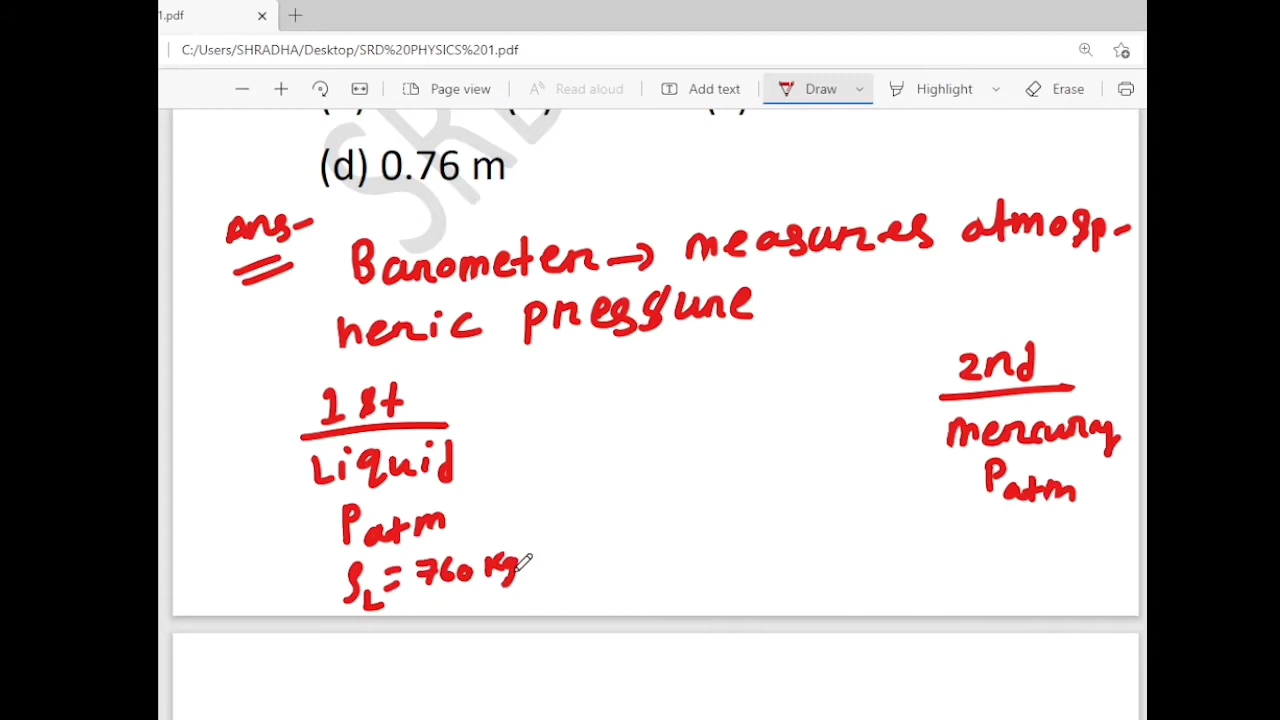 1.pdf
C:/Users/SHRADHA/Desktop/SRD%20PHYSICS%201.pdf
Page view
Read aloud
Add text
Draw
Highlight
Erase
SRD
(d) 0.76 m
Ans-
Barometer → measures atmosp-
heric pressure
1st
Liquid
Patm
ρL = 760 kg
2nd
mercury
Patm